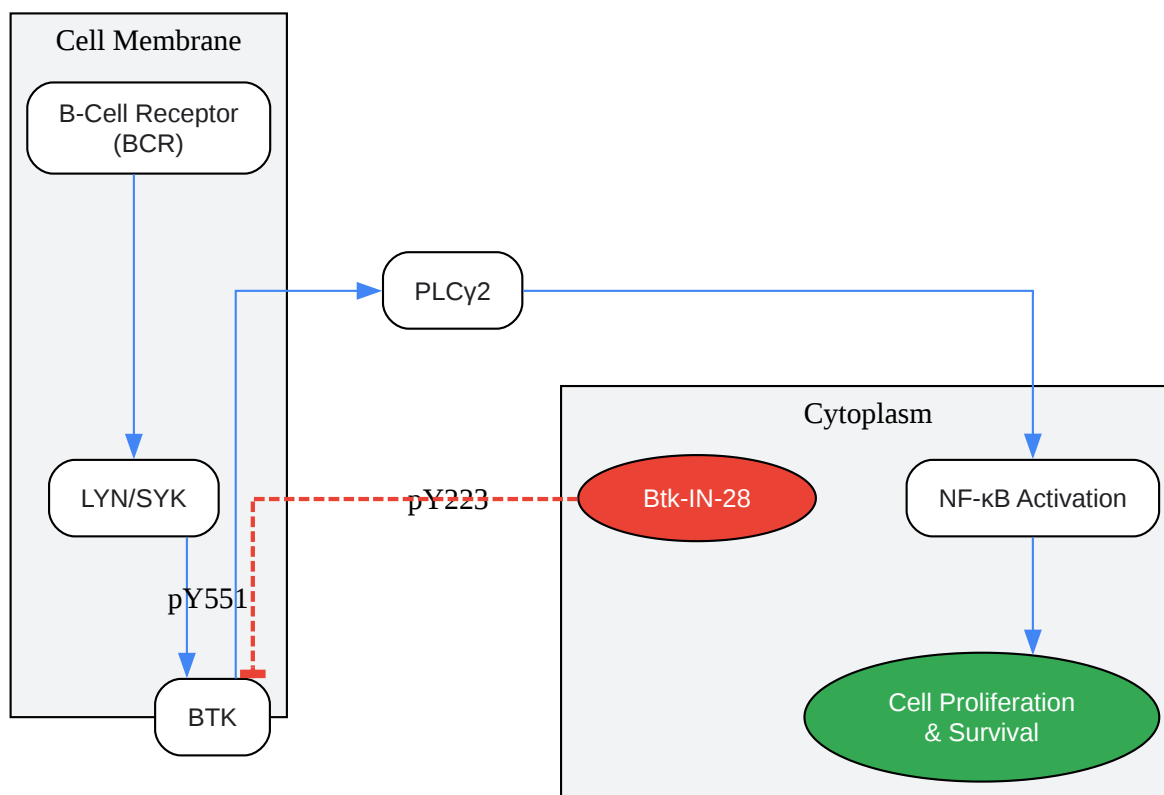 Cell Membrane
B-Cell Receptor
(BCR)
PLCγ2
Cytoplasm
LYN/SYK
pY223
Btk-IN-28
NF-κB Activation
pY551
BTK
Cell Proliferation
& Survival